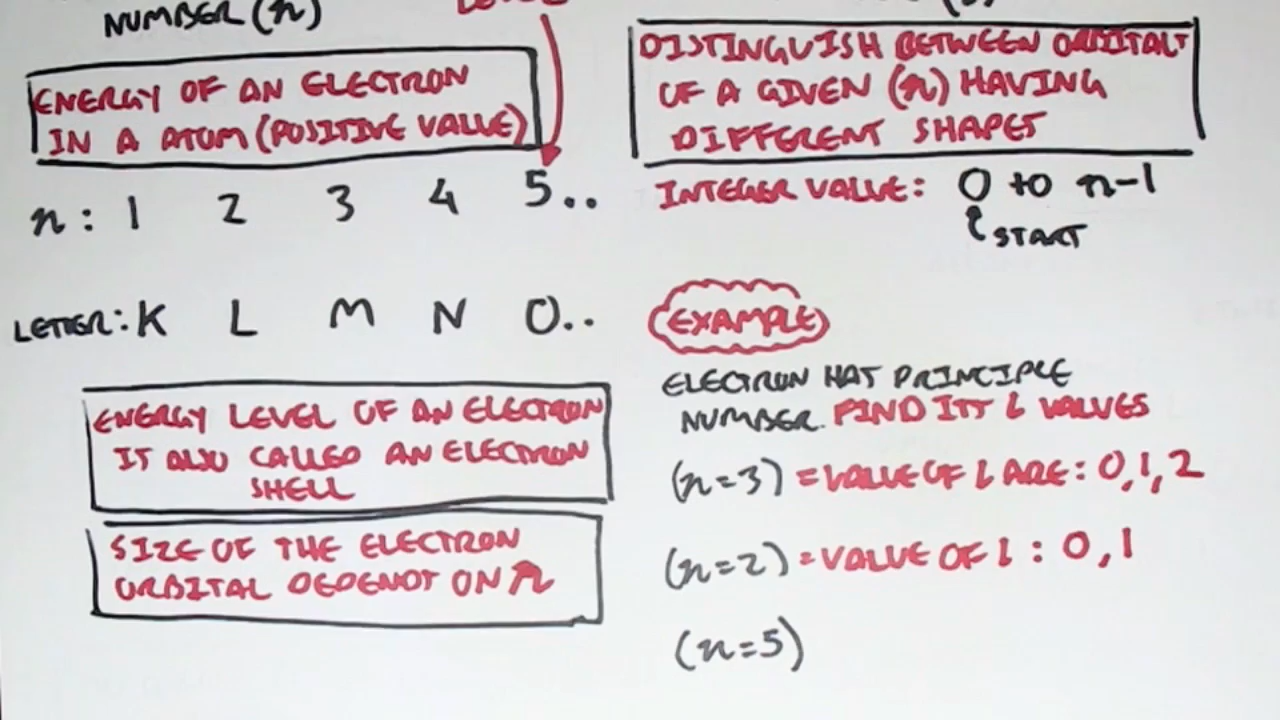 NUMBER (n)
ENERGY OF AN ELECTRON
IN A ATOM (POSITIVE VALUE)
n: 1 2 3 4 5..
LETTER: K L M N O..
ENERGY LEVEL OF AN ELECTRON
IS ALSO CALLED AN ELECTRON
SHELL
SIZE OF THE ELECTRON
ORBITAL DEPENDS ON n
DISTINGUISH BETWEEN ORBITALS
OF A GIVEN (n) HAVING
DIFFERENT SHAPES
INTEGER VALUE: 0 to n-1
START
EXAMPLE
ELECTRON HAS PRINCIPLE
NUMBER. FIND ITS L VALUES
(n=3) = VALUE OF L ARE: 0,1,2
(n=2) = VALUE OF L: 0,1
(n=5)